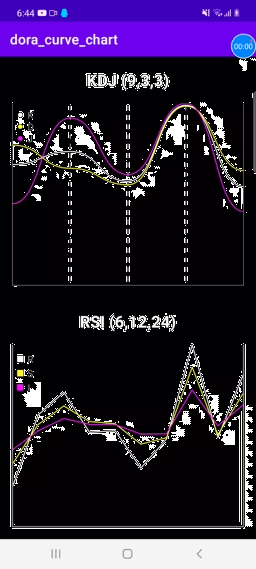 6:44
dora_curve_chart
00:00
KDJ (9,3,3)
RSI (6,12,24)